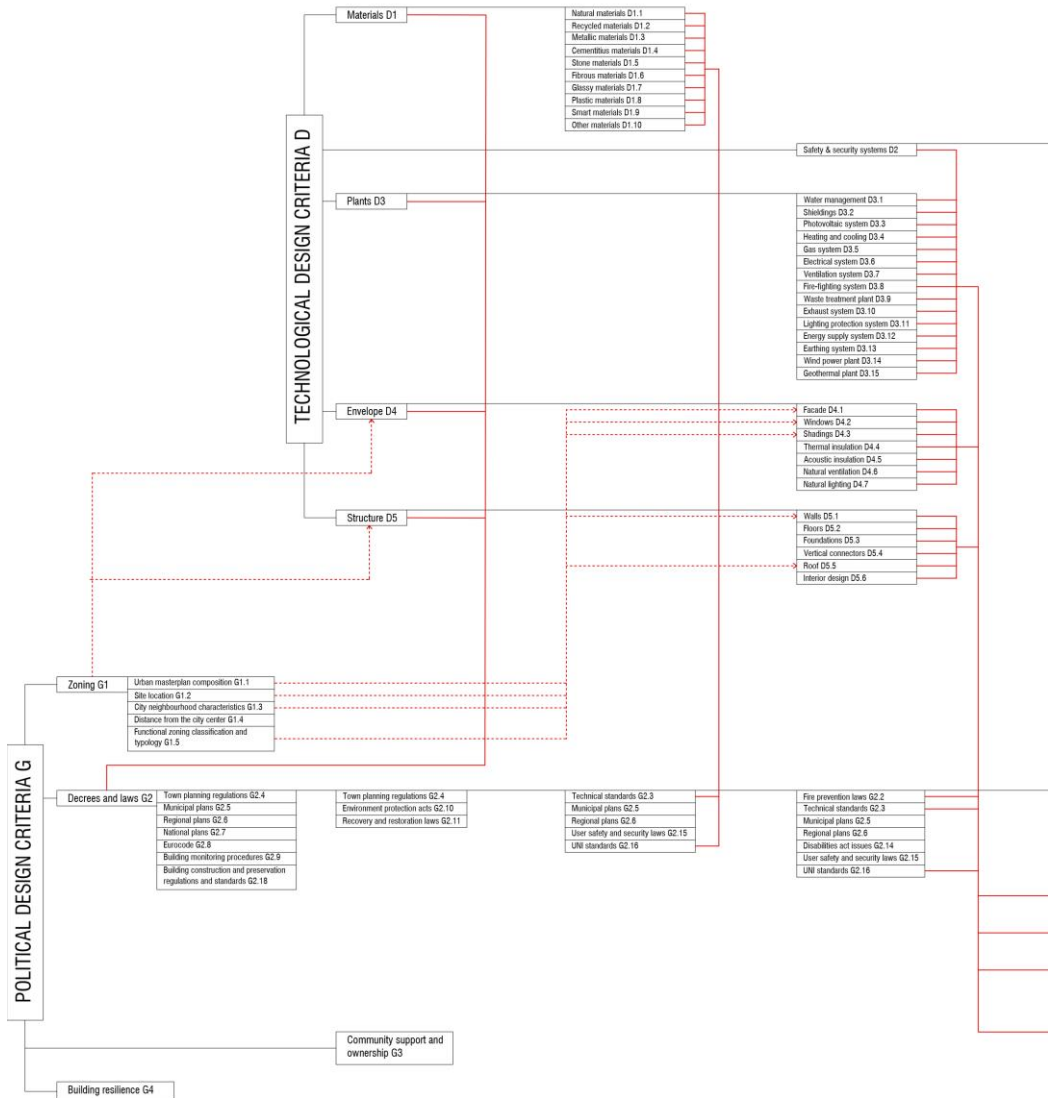 Materials D1
Natural materials D1.1
Recycled materials D1.2
Metallic materials D1.3
Cementitius materials D1.4
Stone materials D1.5
Fibrous materials D1.6
Glassy materials D1.7
Plastic materials D1.8
Smart materials D1.9
Other materials D1.10
TECHNOLOGICAL DESIGN CRITERIA D
Safety & security systems D2
Plants D3
Water management D3.1
Shieldings D3.2
Photovoltaic system D3.3
Heating and cooling D3.4
Gas system D3.5
Electrical system D3.6
Ventilation system D3.7
Fire-fighting system D3.8
Waste treatment plant D3.9
Exhaust system D3.10
Lighting protection system D3.11
Energy supply system D3.12
Earthing system D3.13
Wind power plant D3.14
Geothermal plant D3.15
Envelope D4
Facade D4.1
Windows D4.2
Shadings D4.3
Thermal insulation D4.4
Acoustic insulation D4.5
Natural ventilation D4.6
Natural lighting D4.7
Structure D5
Walls D5.1
Floors D5.2
Foundations D5.3
Vertical connectors D5.4
Roof D5.5
Interior design D5.6
POLITICAL DESIGN CRITERIA G
Zoning G1
Urban masterplan composition G1.1
Site location G1.2
City neighbourhood characteristics G1.3
Distance from the city center G1.4
Functional zoning classification and
typology G1.5
Decrees and laws G2
Town planning regulations G2.4
Municipal plans G2.5
Regional plans G2.6
National plans G2.7
Eurocode G2.8
Building monitoring procedures G2.9
Building construction and preservation
regulations and standards G2.18
Town planning regulations G2.4
Environment protection acts G2.10
Recovery and restoration laws G2.11
Technical standards G2.3
Municipal plans G2.5
Regional plans G2.6
User safety and security laws G2.15
UNI standards G2.16
Fire prevention laws G2.2
Technical standards G2.3
Municipal plans G2.5
Regional plans G2.6
Disabilities act issues G2.14
User safety and security laws G2.15
UNI standards G2.16
Community support and
ownership G3
Building resilience G4